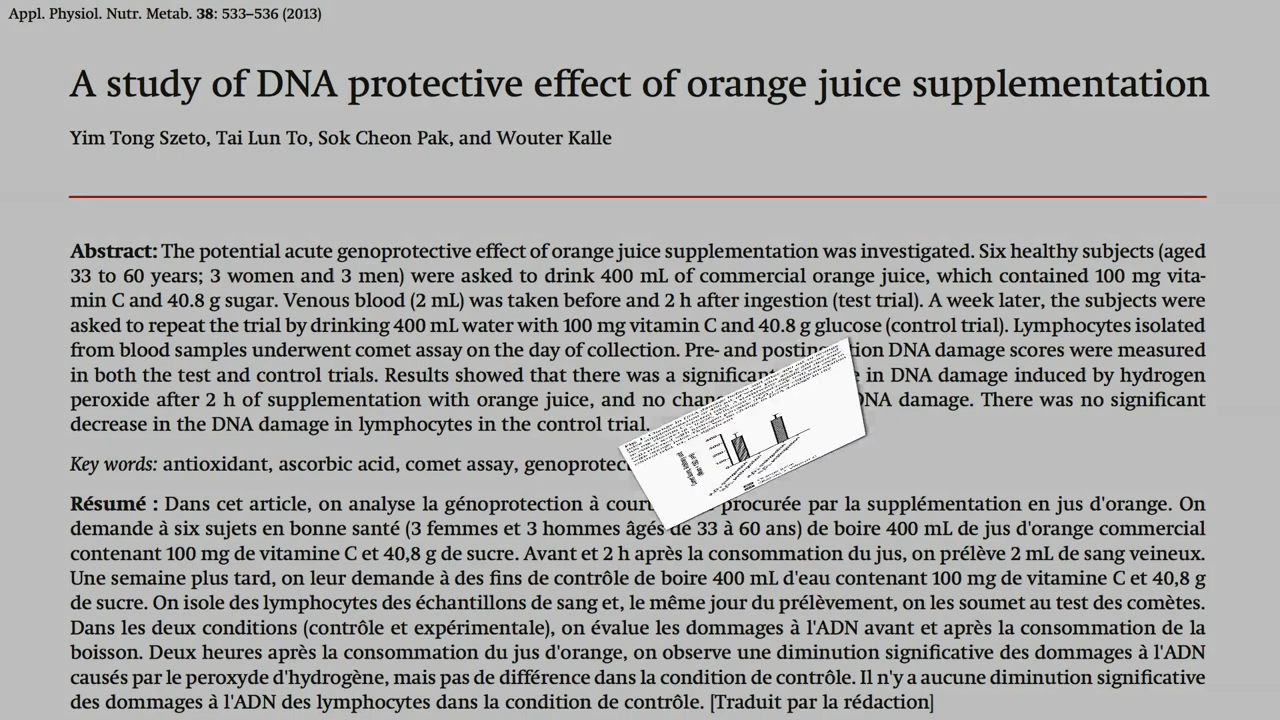 Appl. Physiol. Nutr. Metab. 38: 533–536 (2013)
A study of DNA protective effect of orange juice supplementation
Yim Tong Szeto, Tai Lun To, Sok Cheon Pak, and Wouter Kalle
Abstract: The potential acute genoprotective effect of orange juice supplementation was investigated. Six healthy subjects (aged
33 to 60 years; 3 women and 3 men) were asked to drink 400 mL of commercial orange juice, which contained 100 mg vita-
min C and 40.8 g sugar. Venous blood (2 mL) was taken before and 2 h after ingestion (test trial). A week later, the subjects were
asked to repeat the trial by drinking 400 mL water with 100 mg vitamin C and 40.8 g glucose (control trial). Lymphocytes isolated
from blood samples underwent comet assay on the day of collection. Pre- and DNA damage scores were measured
in both the test and control trials. Results showed that there was a significant in DNA damage induced by hydrogen
peroxide after 2 h of supplementation with orange juice, and no DNA damage. There was no significant
decrease in the DNA damage in lymphocytes in the control trial.
Key words: antioxidant, ascorbic acid, comet assay,
Résumé : Dans cet article, on analyse la génoprotection à procurée par la supplémentation en jus d'orange. On
demande à six sujets en bonne santé (3 femmes et 3 hommes âgés de 33 à 60 ans) de boire 400 mL de jus d'orange commercial
contenant 100 mg de vitamine C et 40,8 g de sucre. Avant et 2 h après la consommation du jus, on prélève 2 mL de sang veineux.
Une semaine plus tard, on leur demande à des fins de contrôle de boire 400 mL d'eau contenant 100 mg de vitamine C et 40,8 g
de sucre. On isole des lymphocytes des échantillons de sang et, le même jour du prélèvement, on les soumet au test des comètes.
Dans les deux conditions (contrôle et expérimentale), on évalue les dommages à l'ADN avant et après la consommation de la
boisson. Deux heures après la consommation du jus d'orange, on observe une diminution significative des dommages à l'ADN
causés par le peroxyde d'hydrogène, mais pas de différence dans la condition de contrôle. Il n'y a aucune diminution significative
des dommages à l'ADN des lymphocytes dans la condition de contrôle. [Traduit par la rédaction]